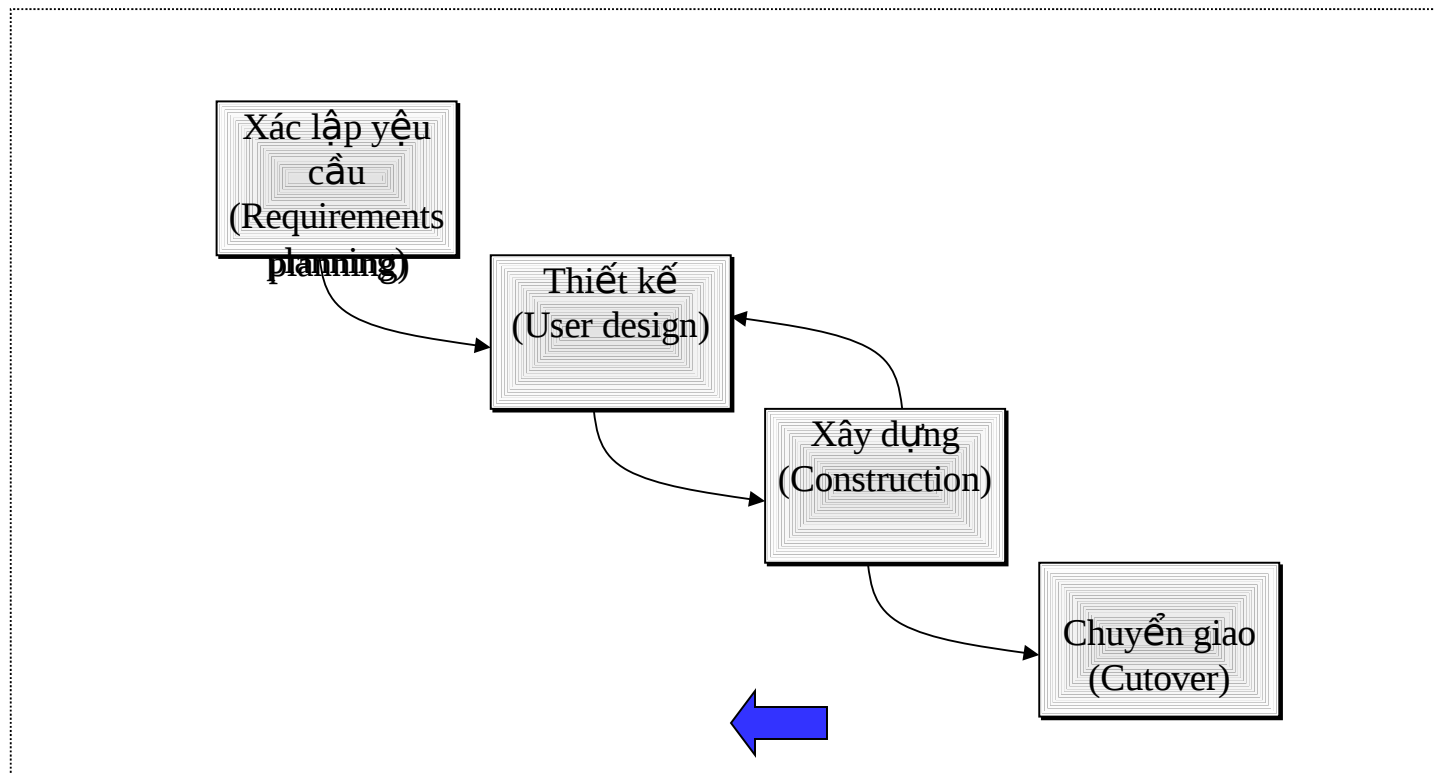 Xác lập yệu
cầu
(Requirements
planning)
Thiết kế
(User design)
Xây dựng
(Construction)
Chuyển giao
(Cutover)